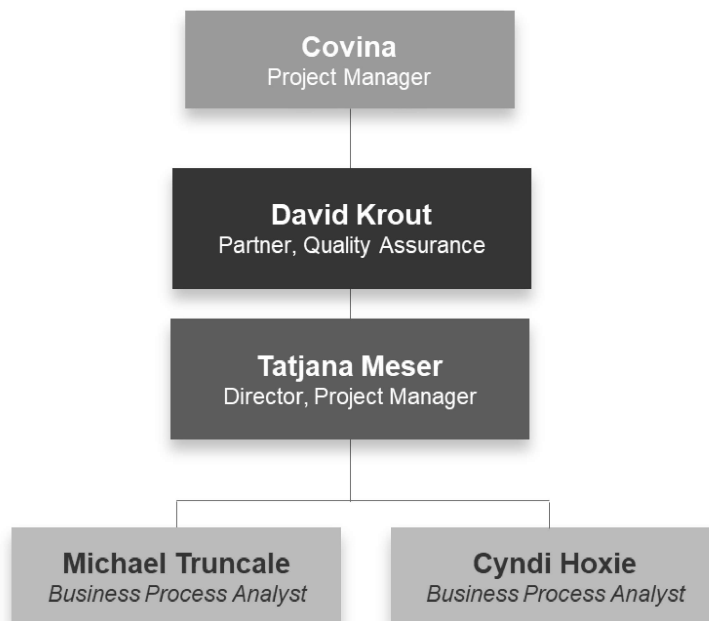 Covina
Project Manager
David Krout
Partner, Quality Assurance
Tatjana Meser
Director, Project Manager
Michael Truncale
Business Process Analyst
Cyndi Hoxie
Business Process Analyst